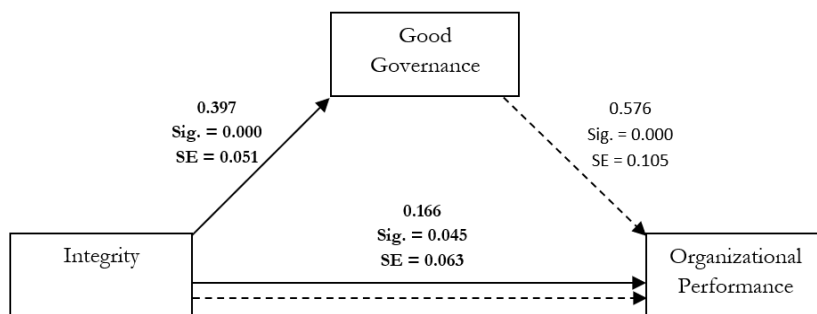 Good
Governance
0.397
Sig. = 0.000
SE = 0.051
0.576
Sig. = 0.000
SE = 0.105
0.166
Sig. = 0.045
SE = 0.063
Integrity
Organizational
Performance